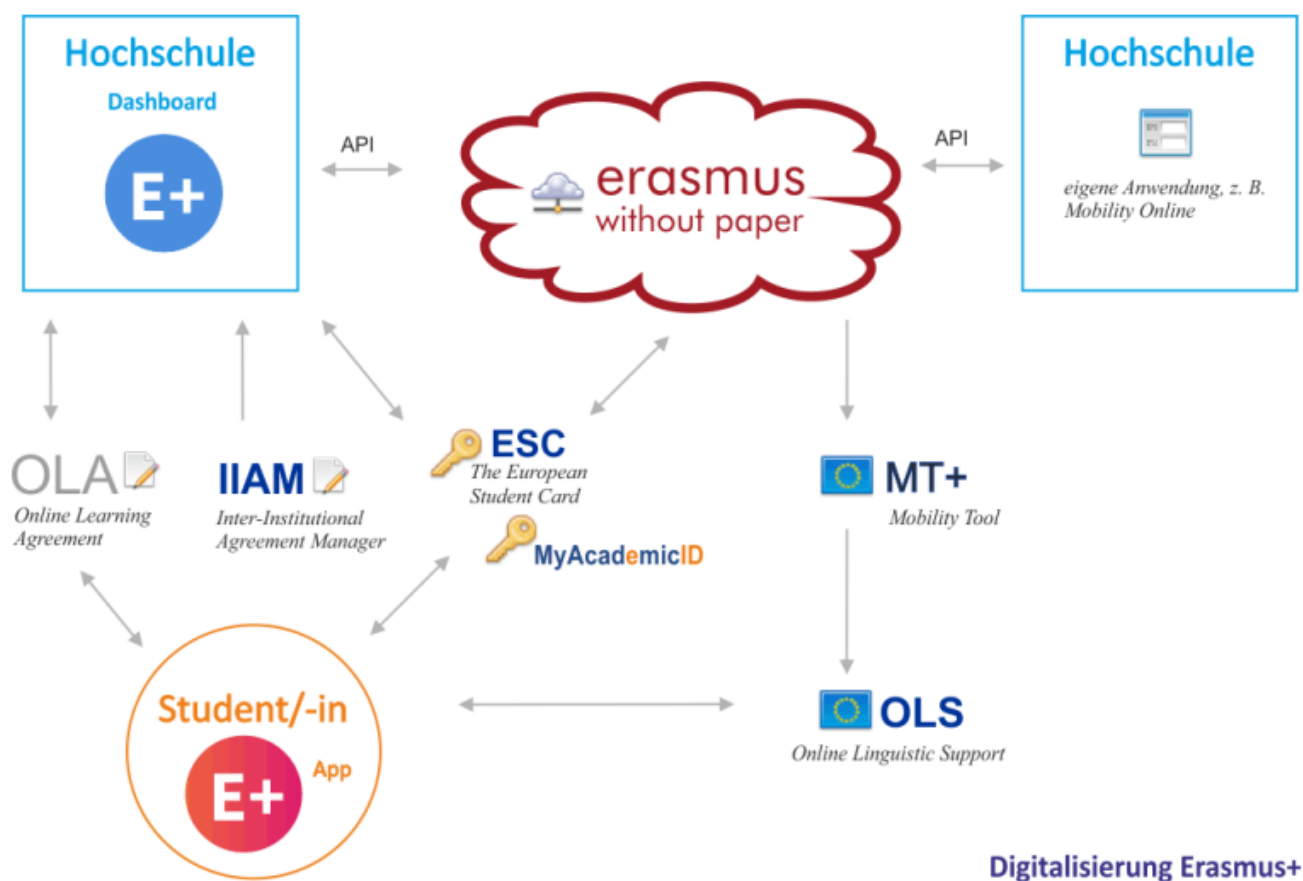 Hochschule
Dashboard
E+
API
erasmus
without paper
API
Hochschule
eigene Anwendung, z. B.
Mobility Online
OLA
Online Learning
Agreement
IIAM
Inter-Institutional
Agreement Manager
ESC
The European
Student Card
MyAcademicID
MT+
Mobility Tool
Student/-in
E+
App
OLS
Online Linguistic Support
Digitalisierung Erasmus+